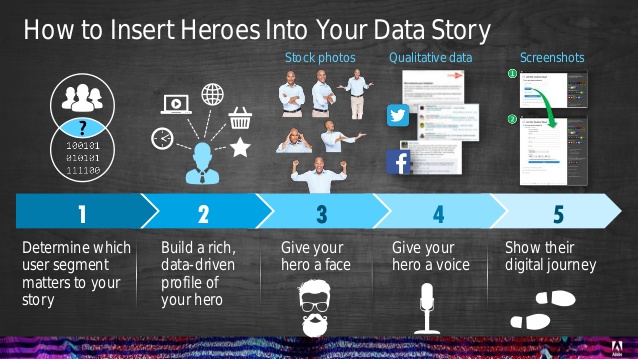 How to Insert Heroes Into Your Data Story
Stock photos
Qualitative data
Screenshots
?
100101
010101
111100
1
2
1 2 3 4 5
Determine which
user segment
matters to your
story
Build a rich,
data-driven
profile of
your hero
Give your
hero a face
Give your
hero a voice
Show their
digital journey
Adobe